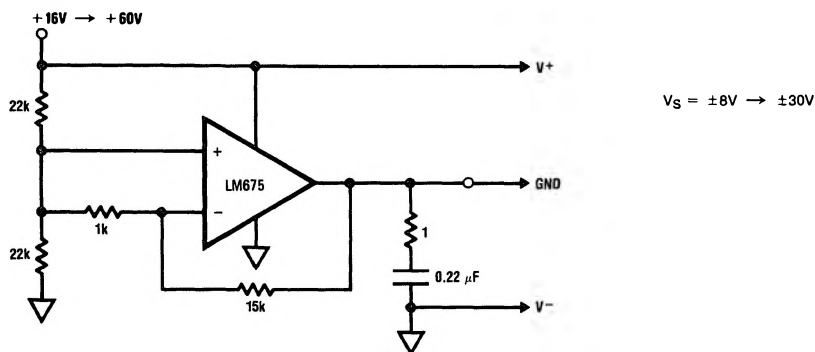 +16V → +60V
V+
22k
VS = ±8V → ±30V
+
LM675
GND
−
1k
1
22k
0.22 μF
15k
V−